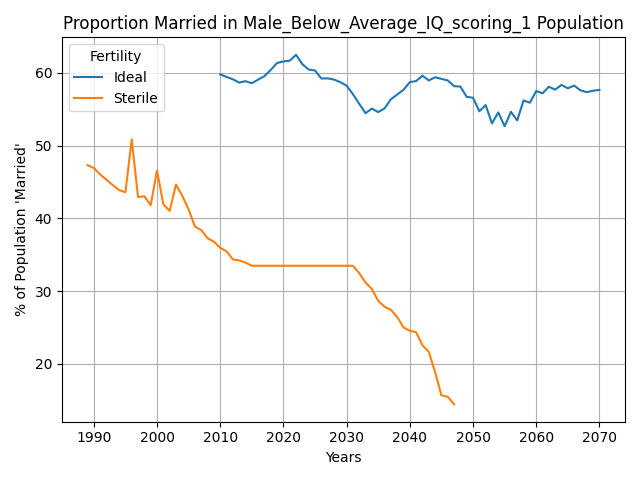 Proportion Married in Male_Below_Average_IQ_scoring_1 Population
Fertility
Ideal
Sterile
% of Population 'Married'
60
50
40
30
20
1990 2000 2010 2020 2030 2040 2050 2060 2070
Years